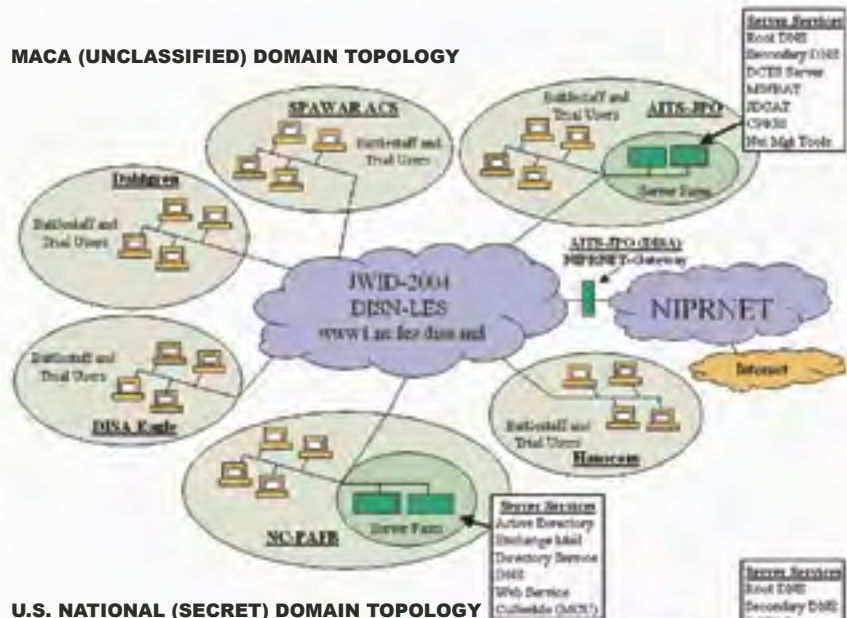 MACA (UNCLASSIFIED) DOMAIN TOPOLOGY
Server Services
Root DNS
Secondary DNS
DCTS Server
JDCAT
Net Mgt Tools
SPAWAR ACS
Battlestaff and
Trial Users
Battlestaff and
Trial Users
AITS-JPO
Server Farm
Dahlgren
Battlestaff and
Trial Users
AITS-JPO (DISA)
NIPRNET-Gateway
JWID-2004
DISN-LES
NIPRNET
Internet
Battlestaff and
Trial Users
DISA Eagle
Battlestaff and
Trial Users
Hanscom
NC-PAFB
Server Farm
Server Services
Active Directory
Exchange Mail
Directory Service
DNS
Web Service
U.S. NATIONAL (SECRET) DOMAIN TOPOLOGY
Server Services
Root DNS
Secondary DNS